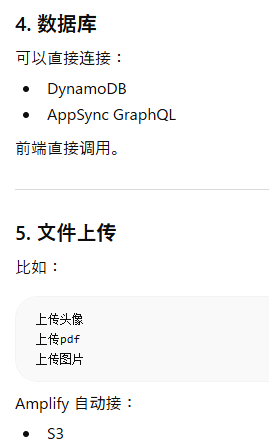 4. 数据库
可以直接连接：
• DynamoDB
• AppSync GraphQL
前端直接调用。
5. 文件上传
比如：
上传头像
上传pdf
上传图片
Amplify 自动接：
• S3